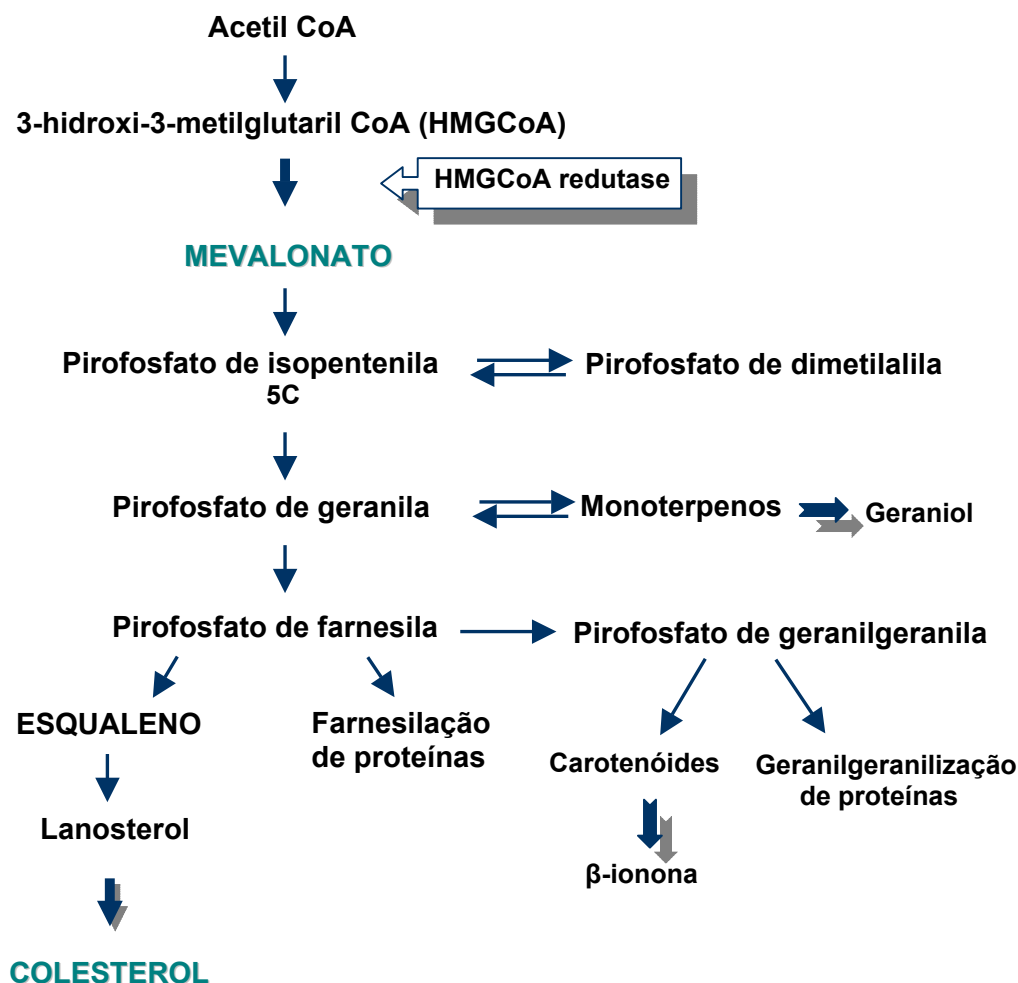 Acetil CoA
3-hidroxi-3-metilglutaril CoA (HMGCoA)
HMGCoA redutase
MEVALONATO
Pirofosfato de isopentenila
5C
Pirofosfato de dimetilalila
Pirofosfato de geranila
Monoterpenos
Geraniol
Pirofosfato de farnesila
Pirofosfato de geranilgeranila
ESQUALENO
Farnesilação
de proteínas
Carotenóides
Geranilgeranilização
de proteínas
Lanosterol
β-ionona
COLESTEROL